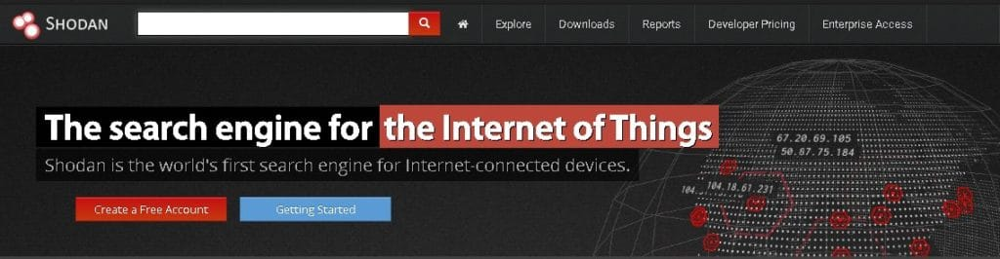 SHODAN
Explore
Downloads
Reports
Developer Pricing
Enterprise Access
The search engine for the Internet of Things
Shodan is the world's first search engine for Internet-connected devices.
Create a Free Account
Getting Started
67.20.69.105
50.87.75.184
104.
104.18.61.231